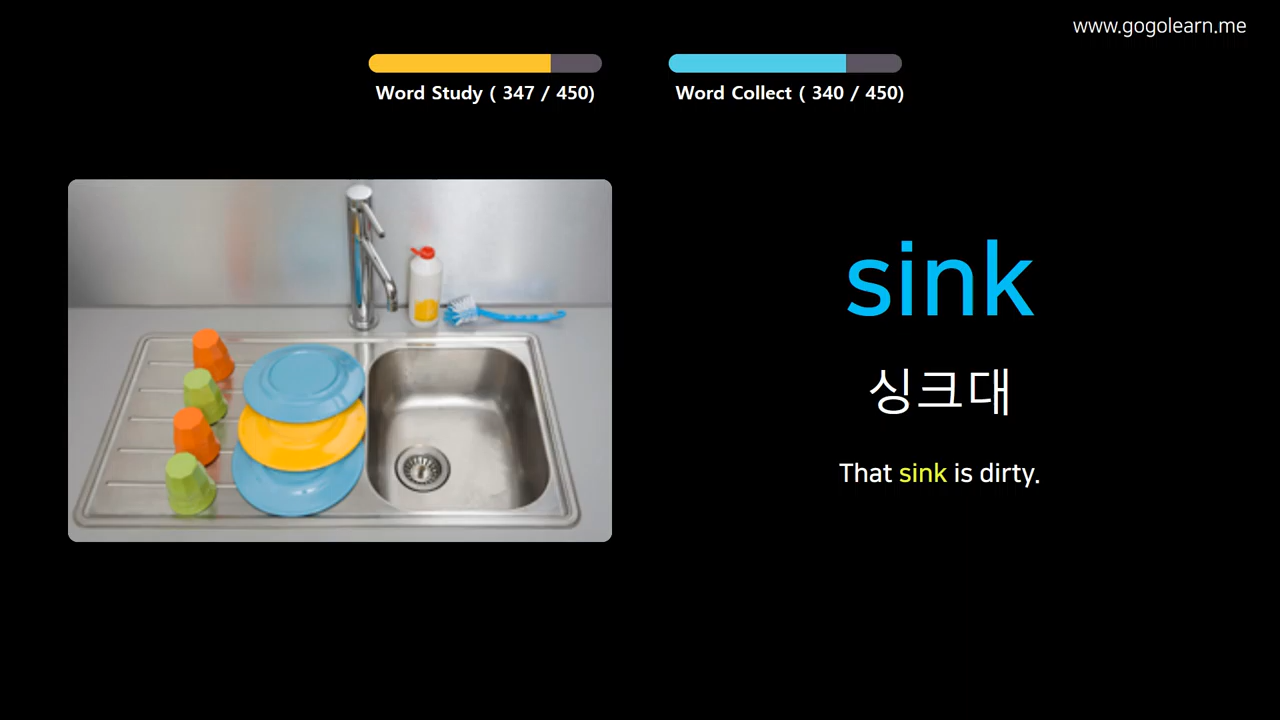 www.gogolearn.me
Word Study ( 347 / 450)
Word Collect ( 340 / 450)
sink
싱크대
That sink is dirty.